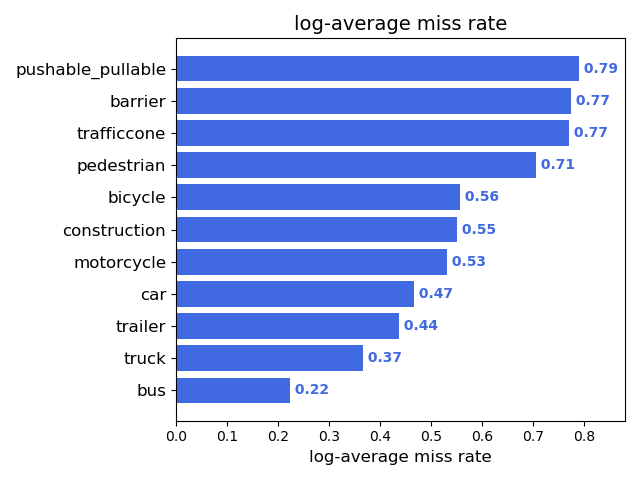 log-average miss rate
pushable_pullable 0.79
barrier 0.77
trafficcone 0.77
pedestrian 0.71
bicycle 0.56
construction 0.55
motorcycle 0.53
car 0.47
trailer 0.44
truck 0.37
bus 0.22
0.0 0.1 0.2 0.3 0.4 0.5 0.6 0.7 0.8
log-average miss rate